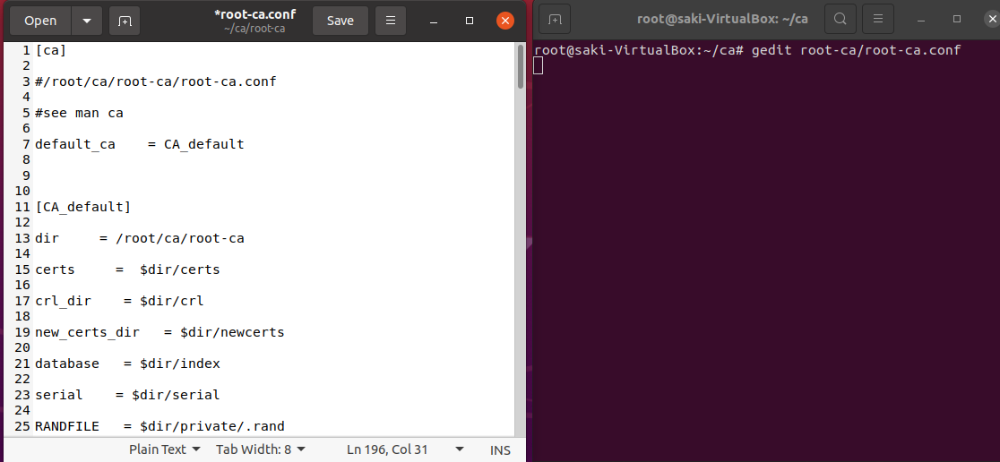 Open
*root-ca.conf
~/ca/root-ca
Save
1 [ca]
2
3 #/root/ca/root-ca/root-ca.conf
4
5 #see man ca
6
7 default_ca    = CA_default
8
9
10
11 [CA_default]
12
13 dir     = /root/ca/root-ca
14
15 certs     =  $dir/certs
16
17 crl_dir    = $dir/crl
18
19 new_certs_dir   = $dir/newcerts
20
21 database   = $dir/index
22
23 serial    = $dir/serial
24
25 RANDFILE   = $dir/private/.rand
Plain Text Tab Width: 8 Ln 196, Col 31 INS
root@saki-VirtualBox: ~/ca
root@saki-VirtualBox:~/ca# gedit root-ca/root-ca.conf